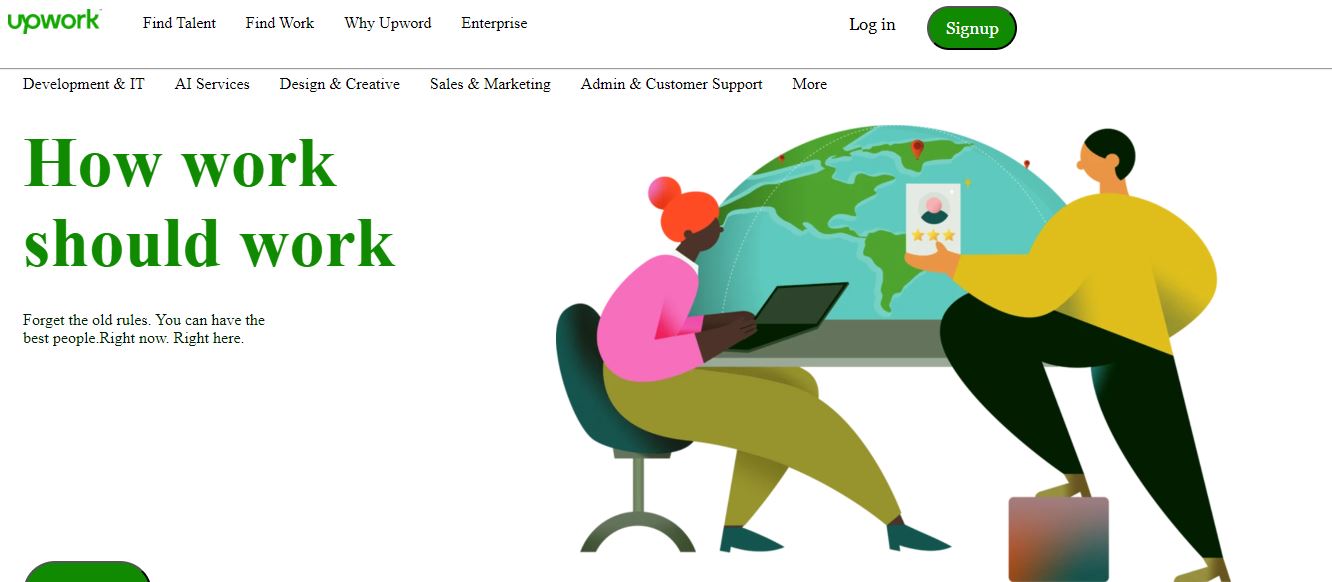 upwork
Find Talent Find Work Why Upword Enterprise
Log in Signup
Development & IT AI Services Design & Creative Sales & Marketing Admin & Customer Support More
How work
should work
Forget the old rules. You can have the
best people.Right now. Right here.